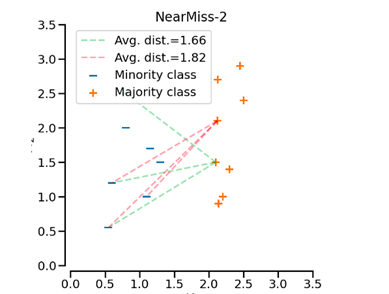 NearMiss-2
3.5
3.0
2.5
2.0
1.5
1.0
0.5
0.0
Avg. dist.=1.66
Avg. dist.=1.82
Minority class
Majority class
0.0 0.5 1.0 1.5 2.0 2.5 3.0 3.5